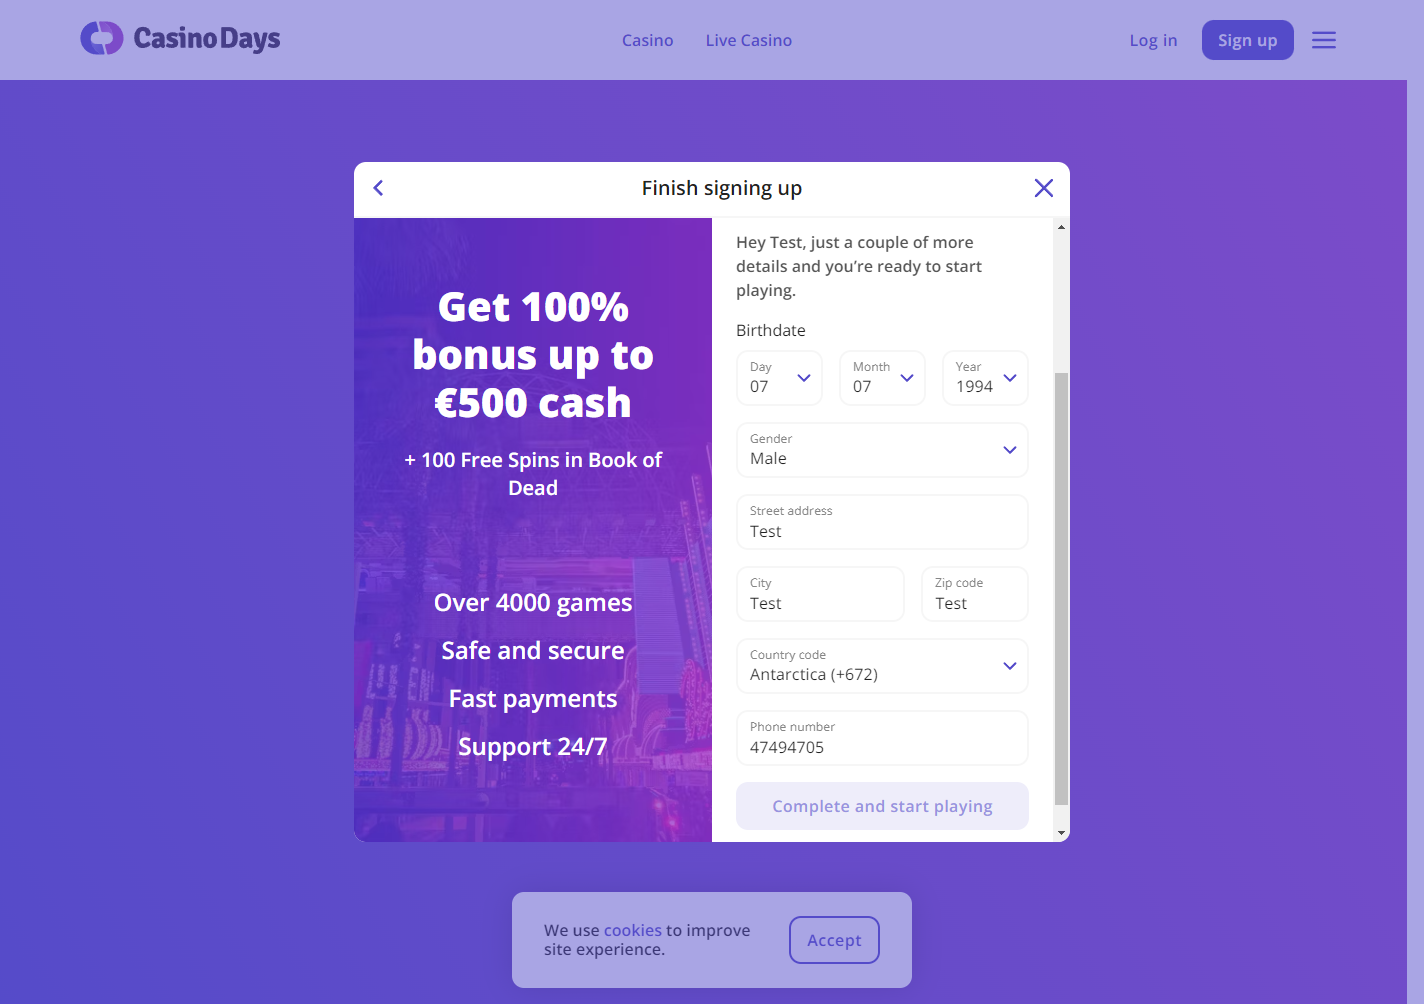 CasinoDays
Casino
Live Casino
Log in
Sign up
Finish signing up
Get 100%
bonus up to
€500 cash
+ 100 Free Spins in Book of
Dead
Over 4000 games
Safe and secure
Fast payments
Support 24/7
Hey Test, just a couple of more
details and you’re ready to start
playing.
Birthdate
Day
07
Month
07
Year
1994
Gender
Male
Street address
Test
City
Test
Zip code
Test
Country code
Antarctica (+672)
Phone number
47494705
Complete and start playing
We use cookies to improve
site experience.
Accept